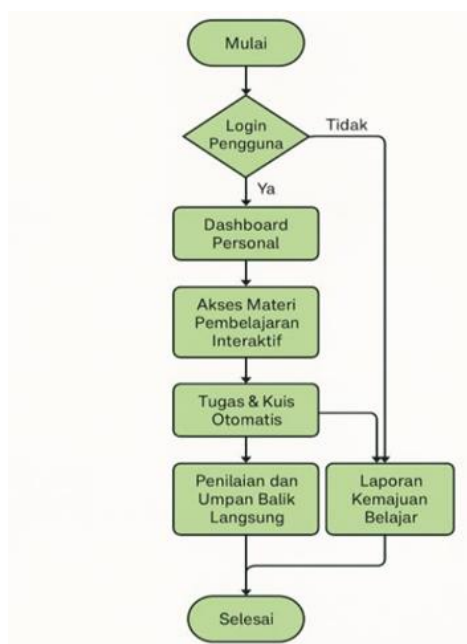 Mulai
Login
Pengguna
Tidak
Ya
Dashboard
Personal
Akses Materi
Pembelajaran
Interaktif
Tugas & Kuis
Otomatis
Penilaian dan
Umpan Balik
Langsung
Laporan
Kemajuan
Belajar
Selesai